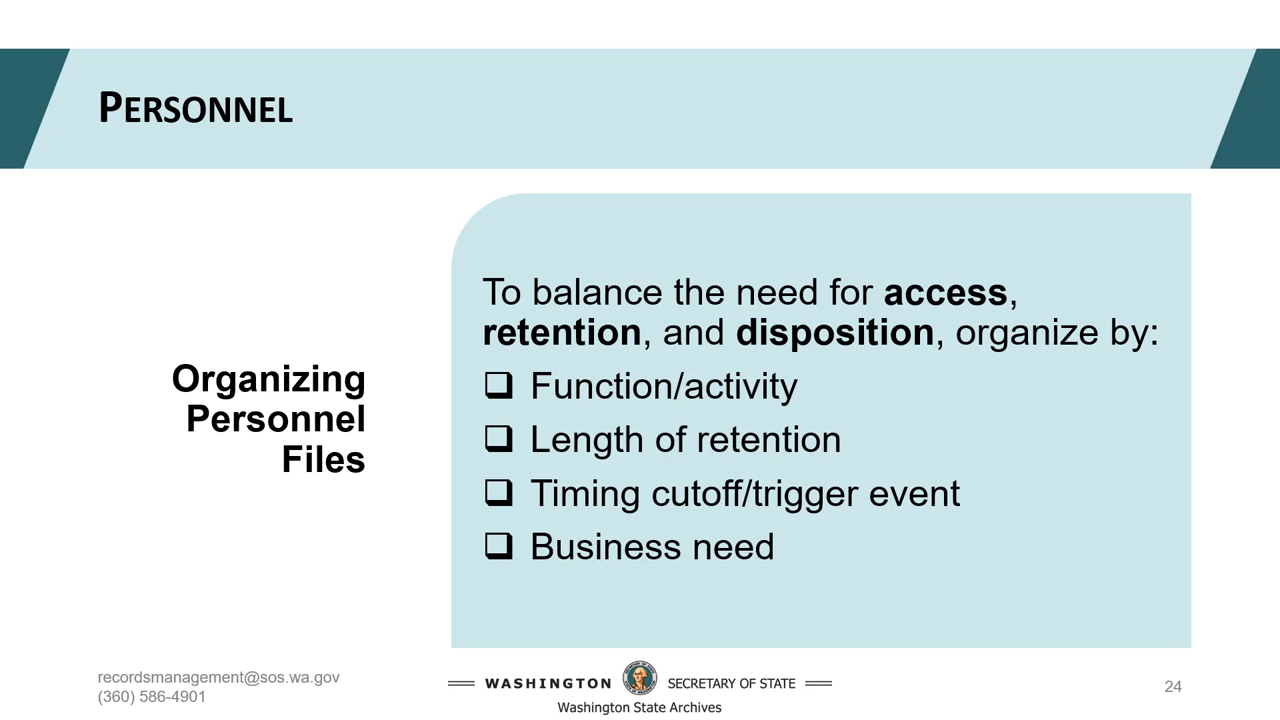 PERSONNEL
Organizing
Personnel
Files
To balance the need for access,
retention, and disposition, organize by:
❑ Function/activity
❑ Length of retention
❑ Timing cutoff/trigger event
❑ Business need
recordsmanagement@sos.wa.gov
(360) 586-4901
WASHINGTON SECRETARY OF STATE
Washington State Archives
24